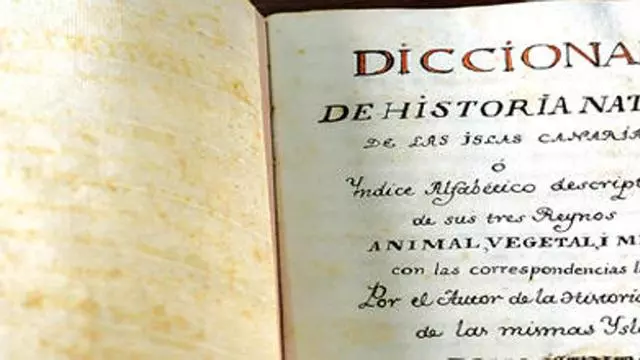 DICCIONA
DE HISTORIA NAT
DE LAS ISLAS CANARIA
ó
Yndice Alfabético descript
de sus tres Reynos
ANIMAL, VEGETAL, I MI
con las correspondencias l
Por el Autor de la Historia
de las mismas Ysl